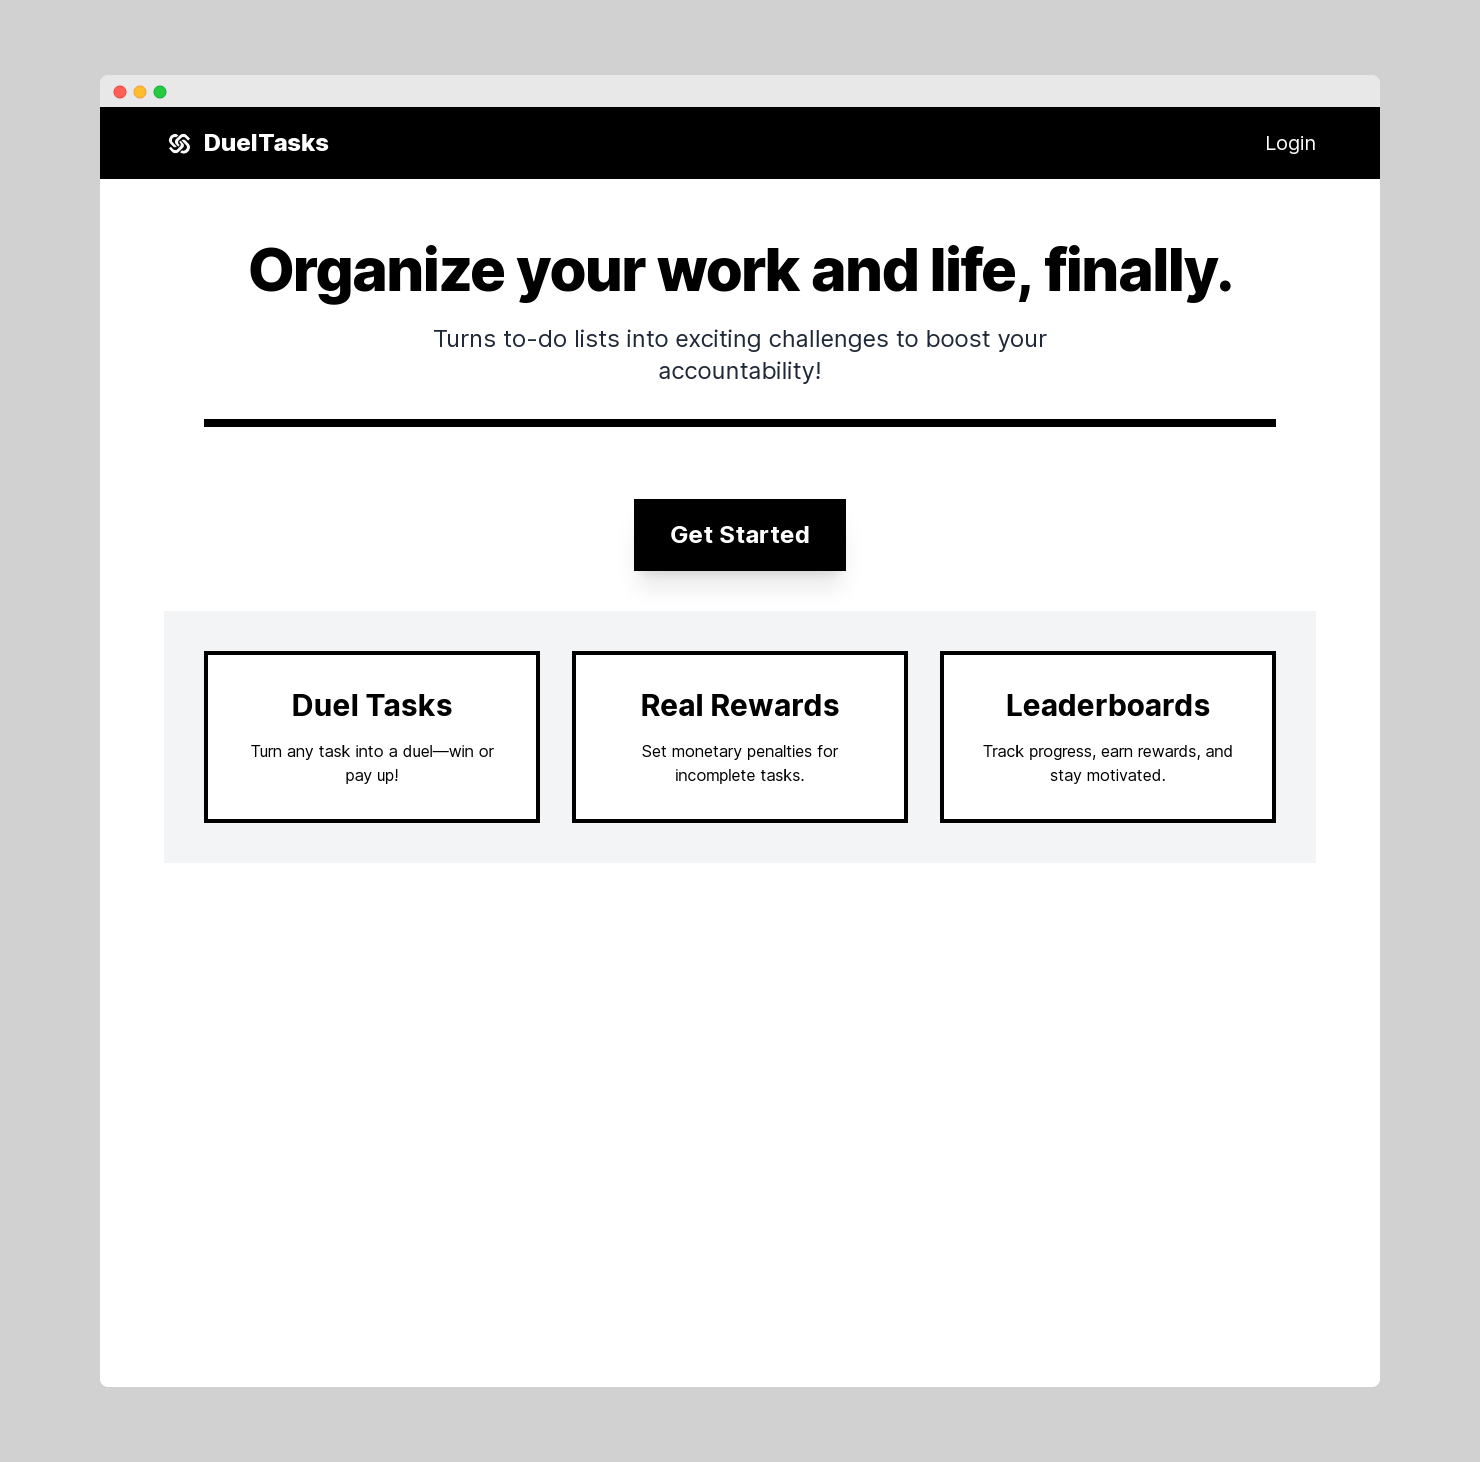 DuelTasks
Login
Organize your work and life, finally.
Turns to-do lists into exciting challenges to boost your
accountability!
Get Started
Duel Tasks
Turn any task into a duel—win or
pay up!
Real Rewards
Set monetary penalties for
incomplete tasks.
Leaderboards
Track progress, earn rewards, and
stay motivated.